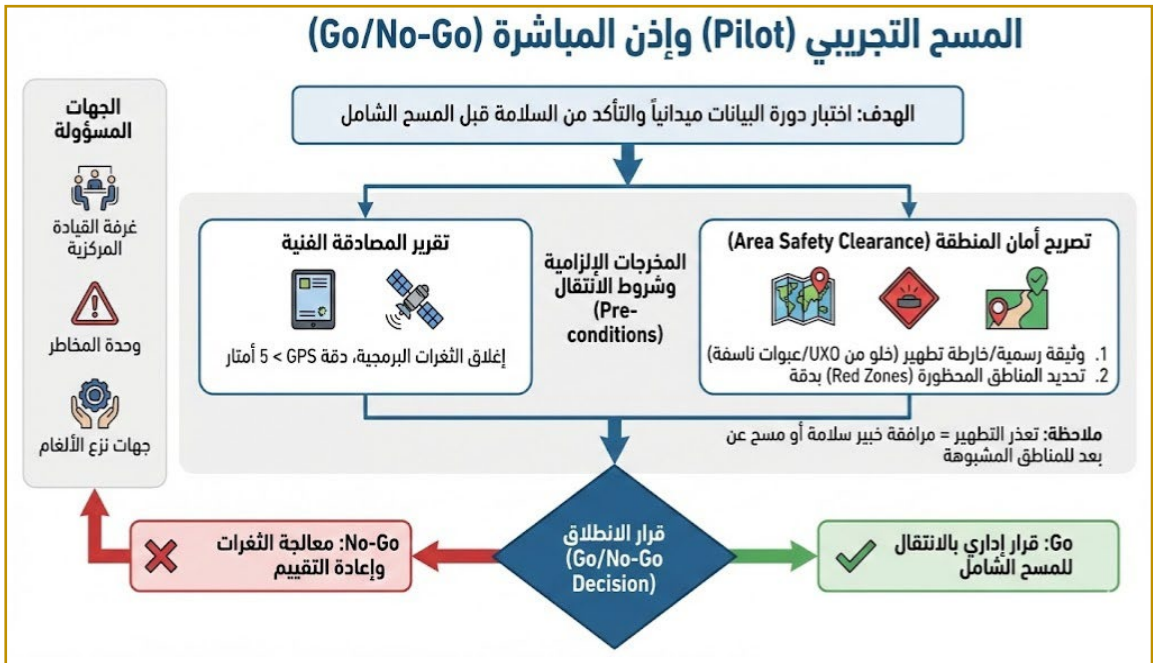 المسح التجريبي (Pilot) وإذن المباشرة (Go/No-Go)
الهدف: اختبار دورة البيانات ميدانياً والتأكد من السلامة قبل المسح الشامل
تصريح أمان المنطقة (Area Safety Clearance)
1. وثيقة رسمية/خارطة تطهير (خلو من UXO/عبوات ناسفة)
2. تحديد المناطق المحظورة (Red Zones) بدقة
المخرجات الإلزامية
وشروط الانتقال
(Pre-
conditions)
تقرير المصادقة الفنية
إغلاق الثغرات البرمجية، دقة GPS < 5 أمتار
ملاحظة: تعذر التطهير = مرافقة خبير سلامة أو مسح عن
بعد للمناطق المشبوهة
قرار الانطلاق
(Go/No-Go
Decision)
Go: قرار إداري بالانتقال
للمسح الشامل
No-Go: معالجة الثغرات
وإعادة التقييم
الجهات
المسؤولة
غرفة القيادة
المركزية
وحدة المخاطر
جهات نزع الألغام